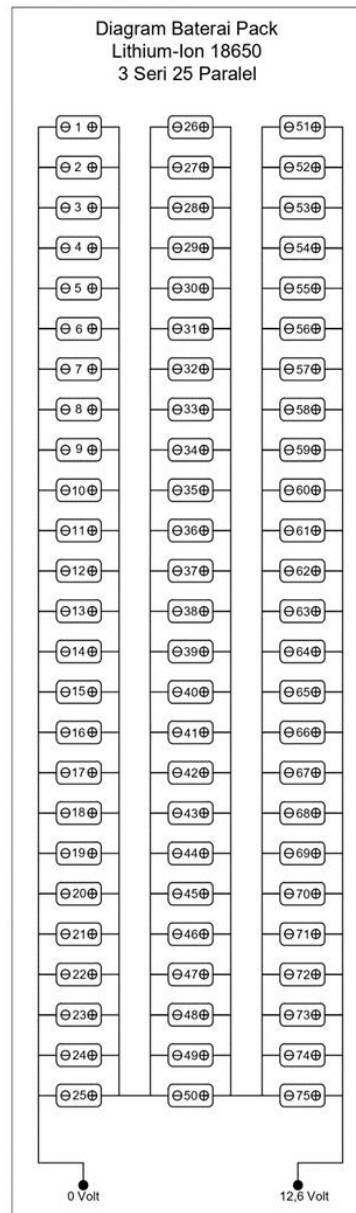 Diagram Baterai Pack
Lithium-Ion 18650
3 Seri 25 Paralel
⊖ 1 ⊕ ⊖26⊕ ⊖51⊕
⊖ 2 ⊕ ⊖27⊕ ⊖52⊕
⊖ 3 ⊕ ⊖28⊕ ⊖53⊕
⊖ 4 ⊕ ⊖29⊕ ⊖54⊕
⊖ 5 ⊕ ⊖30⊕ ⊖55⊕
⊖ 6 ⊕ ⊖31⊕ ⊖56⊕
⊖ 7 ⊕ ⊖32⊕ ⊖57⊕
⊖ 8 ⊕ ⊖33⊕ ⊖58⊕
⊖ 9 ⊕ ⊖34⊕ ⊖59⊕
⊖10⊕ ⊖35⊕ ⊖60⊕
⊖11⊕ ⊖36⊕ ⊖61⊕
⊖12⊕ ⊖37⊕ ⊖62⊕
⊖13⊕ ⊖38⊕ ⊖63⊕
⊖14⊕ ⊖39⊕ ⊖64⊕
⊖15⊕ ⊖40⊕ ⊖65⊕
⊖16⊕ ⊖41⊕ ⊖66⊕
⊖17⊕ ⊖42⊕ ⊖67⊕
⊖18⊕ ⊖43⊕ ⊖68⊕
⊖19⊕ ⊖44⊕ ⊖69⊕
⊖20⊕ ⊖45⊕ ⊖70⊕
⊖21⊕ ⊖46⊕ ⊖71⊕
⊖22⊕ ⊖47⊕ ⊖72⊕
⊖23⊕ ⊖48⊕ ⊖73⊕
⊖24⊕ ⊖49⊕ ⊖74⊕
⊖25⊕ ⊖50⊕ ⊖75⊕
0 Volt 12,6 Volt